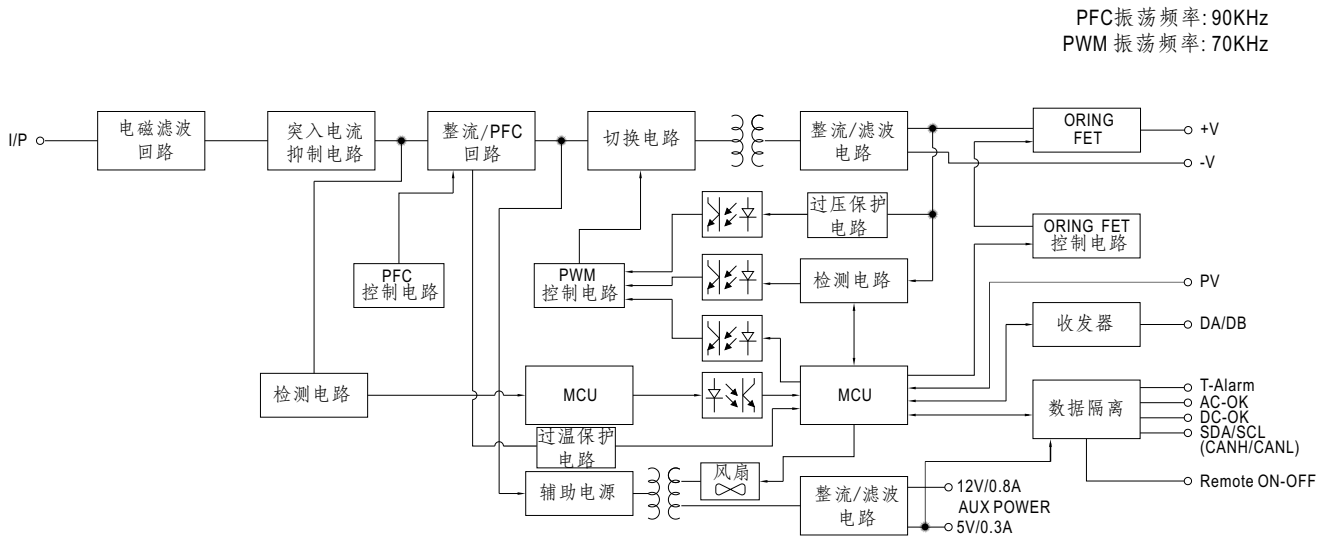 PFC振荡频率: 90KHz
PWM 振荡频率: 70KHz
I/P
电磁滤波
回路
突入电流
抑制电路
整流/PFC
回路
切换电路
整流/滤波
电路
ORING
FET
+V
-V
过压保护
电路
ORING FET
控制电路
PFC
控制电路
PWM
控制电路
检测电路
PV
收发器
DA/DB
检测电路
MCU
MCU
数据隔离
T-Alarm
AC-OK
DC-OK
SDA/SCL
(CANH/CANL)
过温保护
电路
Remote ON-OFF
辅助电源
风扇
整流/滤波
电路
12V/0.8A
AUX POWER
5V/0.3A